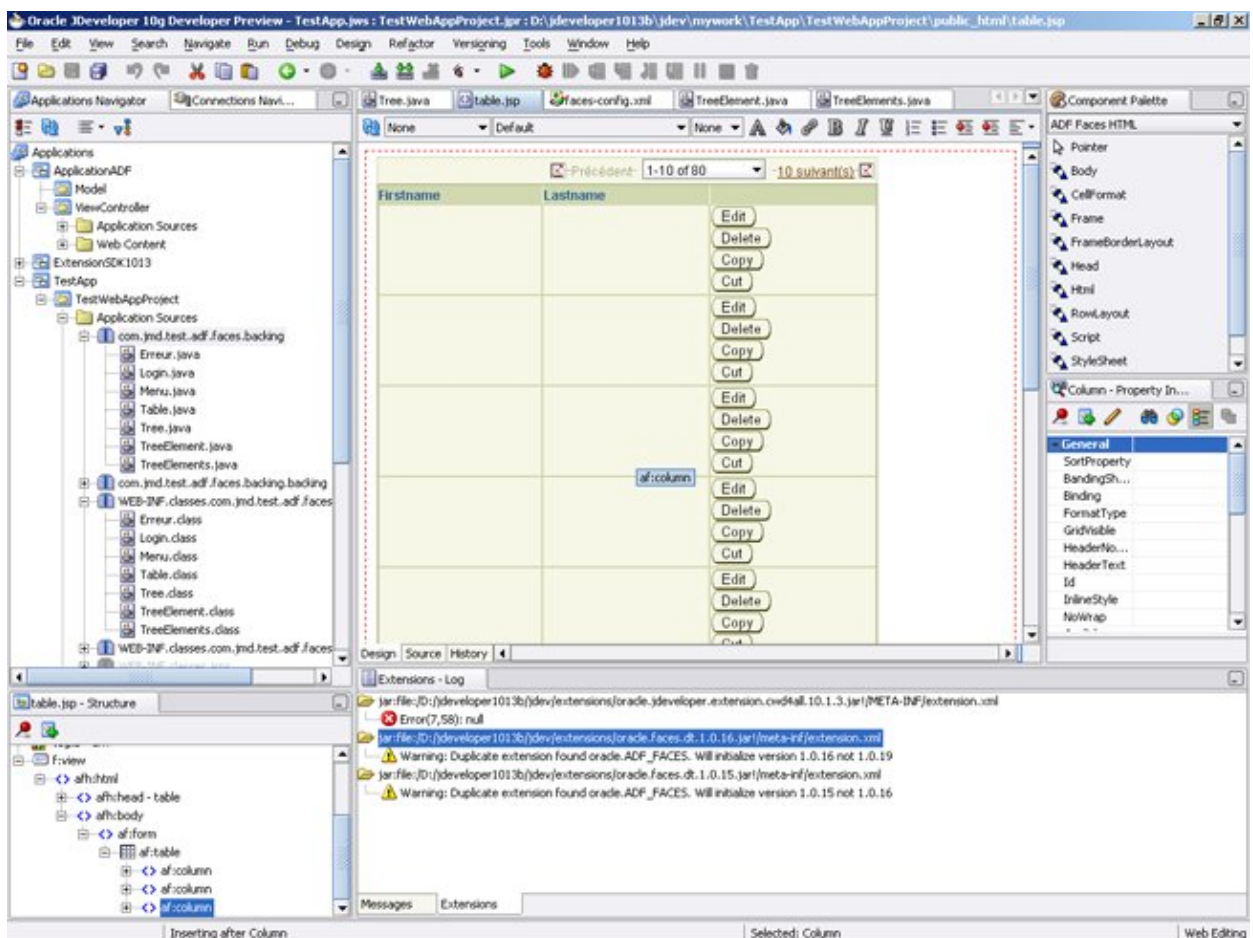 Oracle JDeveloper 10g Developer Preview - TestApp.jws : TestWebAppProject.jpr : D:\jdeveloper1013b\jdev\mywork\TestApp\TestWebAppProject\public_html\table.jsp
File Edit View Search Navigate Run Debug Design Refactor Versioning Tools Window Help
Applications Navigator Connections Navi...
Applications
ApplicationADF
Model
ViewController
Application Sources
Web Content
ExtensionSDK1013
TestApp
TestWebAppProject
Application Sources
com.jmd.test.adf.faces.backing
Erreur.java
Login.java
Menu.java
Table.java
Tree.java
TreeElement.java
TreeElements.java
com.jmd.test.adf.faces.backing.backing
WEB-INF.classes.com.jmd.test.adf.faces
Erreur.class
Login.class
Menu.class
Table.class
Tree.class
TreeElement.class
TreeElements.class
WEB-INF.classes.com.jmd.test.adf.faces
Tree.java table.jsp faces-config.xml TreeElement.java TreeElements.java
None Default None A B I U
Précédent 1-10 of 80 10 suivant(s)
Firstname Lastname
Edit
Delete
Copy
Cut
Edit
Delete
Copy
Cut
Edit
Delete
Copy
Cut
af:column
Edit
Delete
Copy
Cut
Edit
Delete
Copy
Cut
Design Source History
Component Palette
ADF Faces HTML
Pointer
Body
CellFormat
Frame
FrameBorderLayout
Head
Html
RowLayout
Script
StyleSheet
Column - Property In...
General
SortProperty
BandingSh...
Binding
FormatType
GridVisible
HeaderNo...
HeaderText
Id
InlineStyle
NoWrap
table.jsp - Structure
f:view
afh:html
afh:head - table
afh:body
af:form
af:table
af:column
af:column
af:column
Extensions - Log
jar:file:/D:/jdeveloper1013b/jdev/extensions/oracle.jdeveloper.extension.cwd4all.10.1.3.jar!/META-INF/extension.xml
Error(7,58): null
jar:file:/D:/jdeveloper1013b/jdev/extensions/oracle.faces.dt.1.0.16.jar!/meta-inf/extension.xml
Warning: Duplicate extension found oracle.ADF_FACES. Will initialize version 1.0.16 not 1.0.19
jar:file:/D:/jdeveloper1013b/jdev/extensions/oracle.faces.dt.1.0.15.jar!/meta-inf/extension.xml
Warning: Duplicate extension found oracle.ADF_FACES. Will initialize version 1.0.15 not 1.0.16
Messages Extensions
Inserting after Column Selected: Column Web Editing